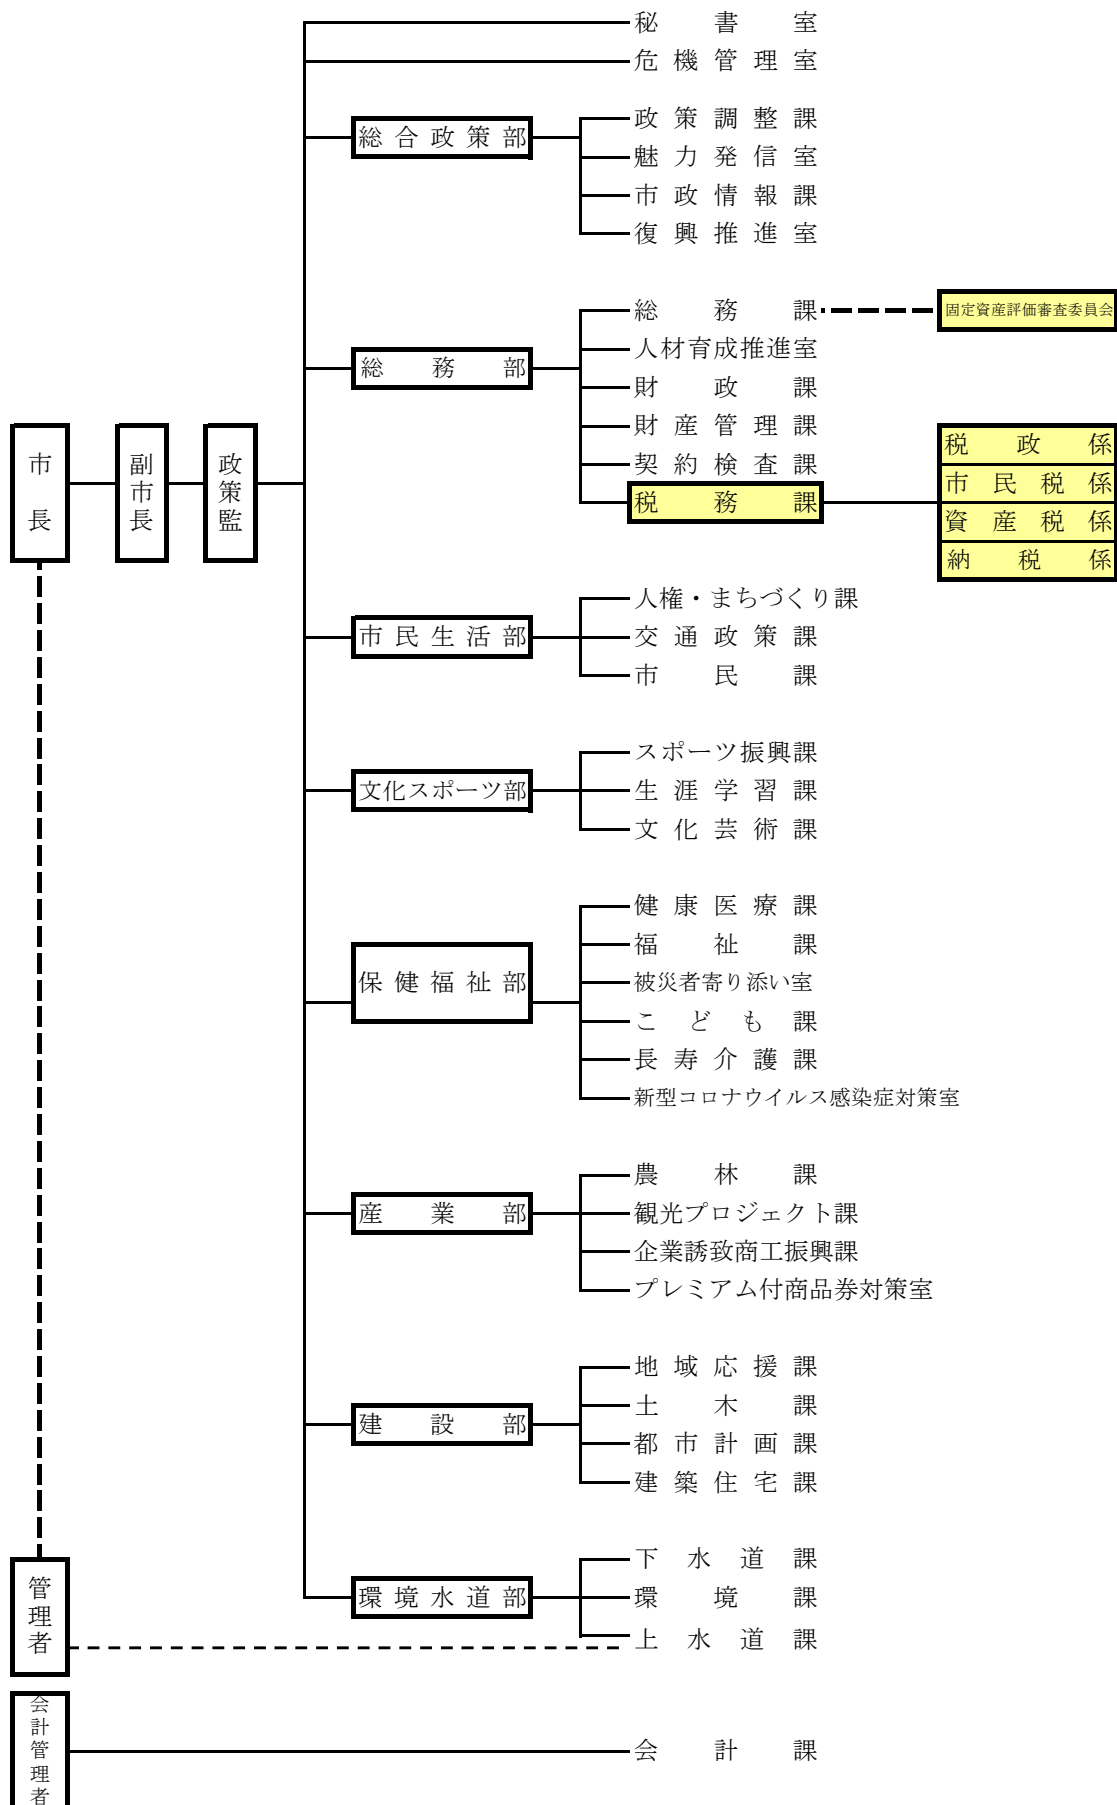 秘書室
危機管理室
総合政策部
政策調整課
魅力発信室
市政情報課
復興推進室
総務部
総務課
固定資産評価審査委員会
人材育成推進室
財政課
財産管理課
契約検査課
税務課
税政係
市民税係
資産税係
納税係
市長
副市長
政策監
市民生活部
人権・まちづくり課
交通政策課
市民課
文化スポーツ部
スポーツ振興課
生涯学習課
文化芸術課
保健福祉部
健康医療課
福祉課
被災者寄り添い室
こども課
長寿介護課
新型コロナウイルス感染症対策室
産業部
農林課
観光プロジェクト課
企業誘致商工振興課
プレミアム付商品券対策室
建設部
地域応援課
土木課
都市計画課
建築住宅課
環境水道部
下水道課
環境課
上水道課
管理者
会計管理者
会計課